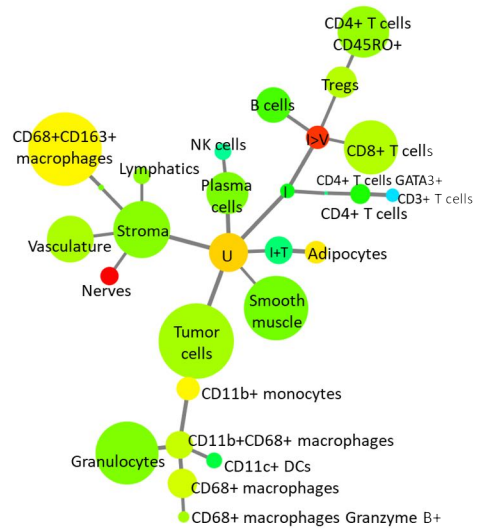 CD4+ T cells
CD45RO+
Tregs
B cells
I>V
CD8+ T cells
CD68+CD163+
macrophages
NK cells
Lymphatics
Plasma
cells
I
CD4+ T cells GATA3+
CD3+ T cells
CD4+ T cells
Stroma
Vasculature
U
I+T
Adipocytes
Nerves
Smooth
muscle
Tumor
cells
CD11b+ monocytes
CD11b+CD68+ macrophages
Granulocytes
CD11c+ DCs
CD68+ macrophages
CD68+ macrophages Granzyme B+